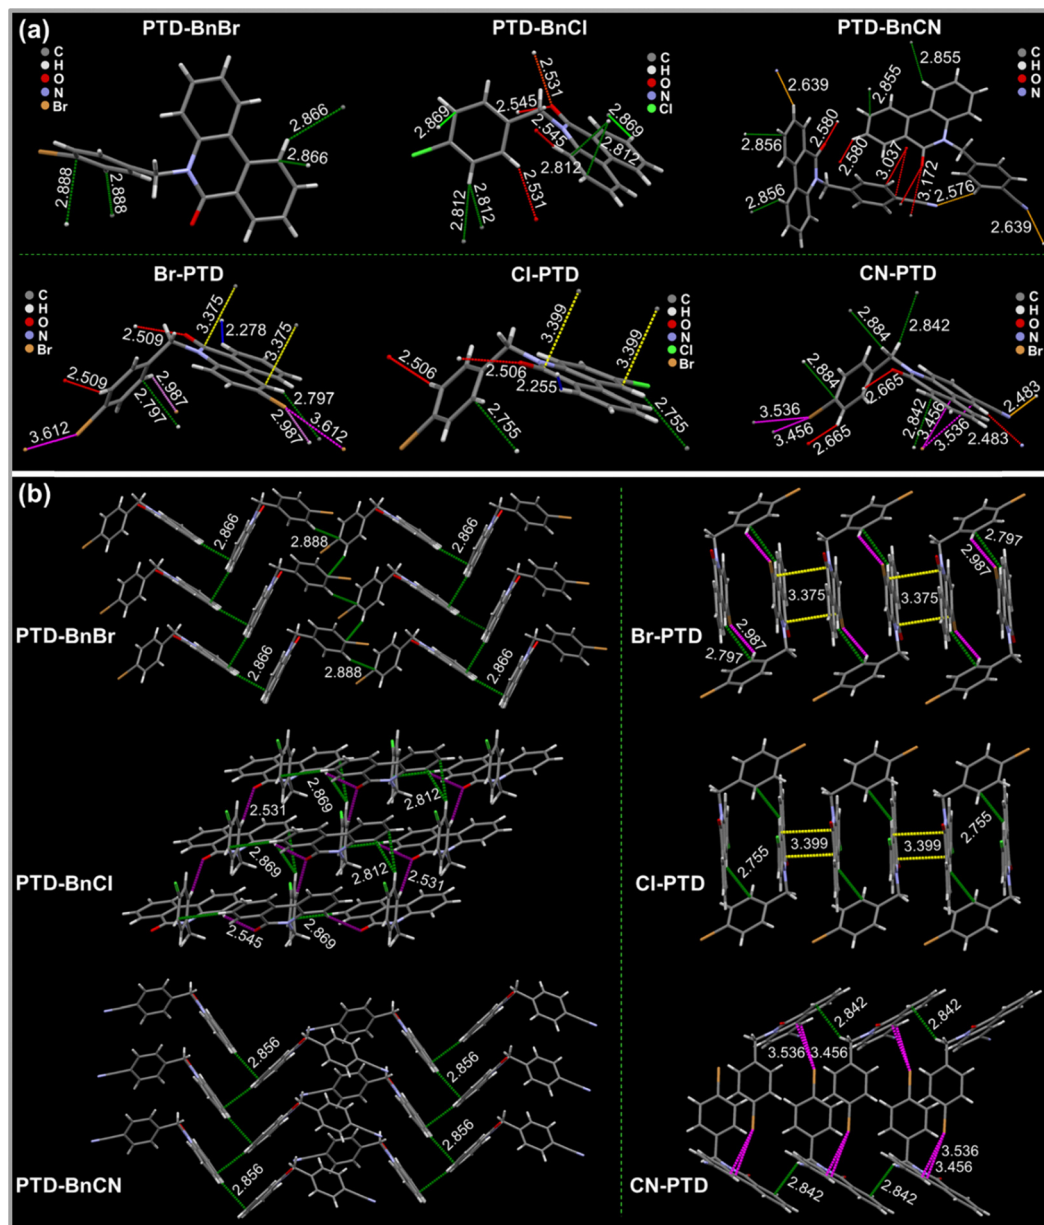 (a)
PTD-BnBr
C
H
O
N
Br
2.866
2.866
2.888
2.888
PTD-BnCl
C
H
O
N
Cl
2.531
2.545
2.869
2.869
2.545
2.812
2.812
2.812
2.812
2.531
PTD-BnCN
C
H
O
N
2.855
2.855
2.639
2.580
2.856
2.580
3.037
3.172
2.576
2.856
2.639
Br-PTD
C
H
O
N
Br
3.375
2.278
3.375
2.509
2.509
2.987
2.797
2.797
2.987
3.612
3.612
Cl-PTD
C
H
O
N
Cl
Br
3.399
3.399
2.506
2.506
2.255
2.755
2.755
CN-PTD
C
H
O
N
Br
2.884
2.842
2.884
2.665
2.483
3.536
3.456
2.665
2.842
3.456
3.536
2.483
(b)
PTD-BnBr
2.866
2.888
2.866
2.866
2.888
2.866
Br-PTD
2.797
2.987
3.375
3.375
2.987
2.797
PTD-BnCl
2.869
2.812
2.531
2.869
2.812
2.531
2.545
2.869
Cl-PTD
2.755
3.399
3.399
2.755
PTD-BnCN
2.856
2.856
2.856
2.856
CN-PTD
2.842
2.842
3.536
3.456
3.536
3.456
2.842
2.842